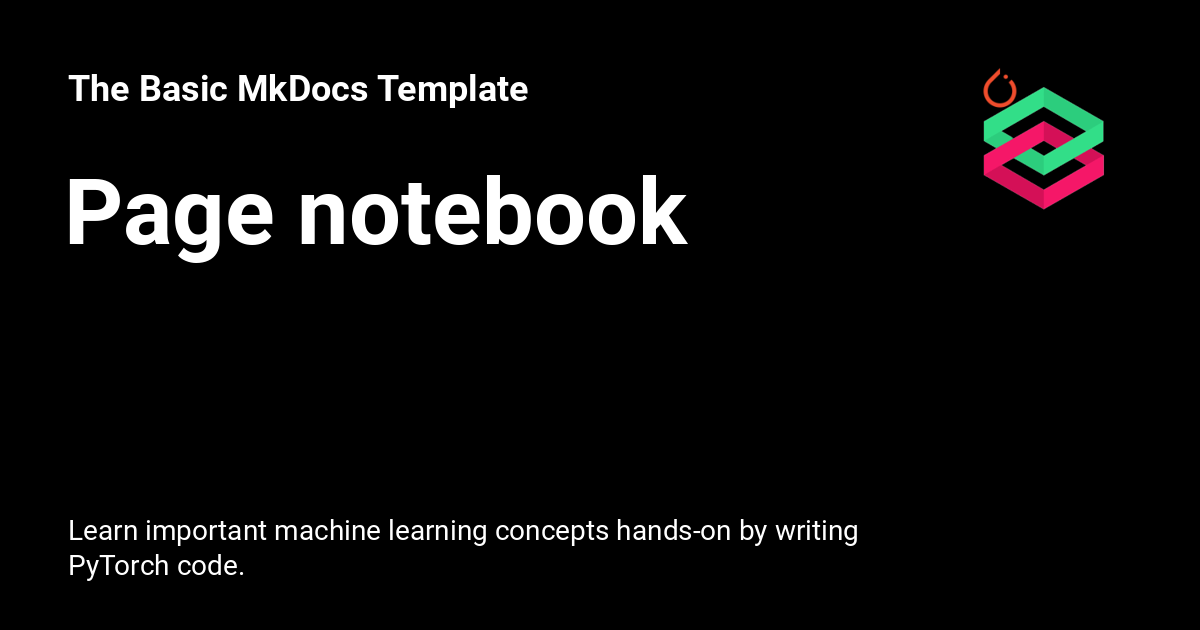 The Basic MkDocs Template
Page notebook
Learn important machine learning concepts hands-on by writing
PyTorch code.